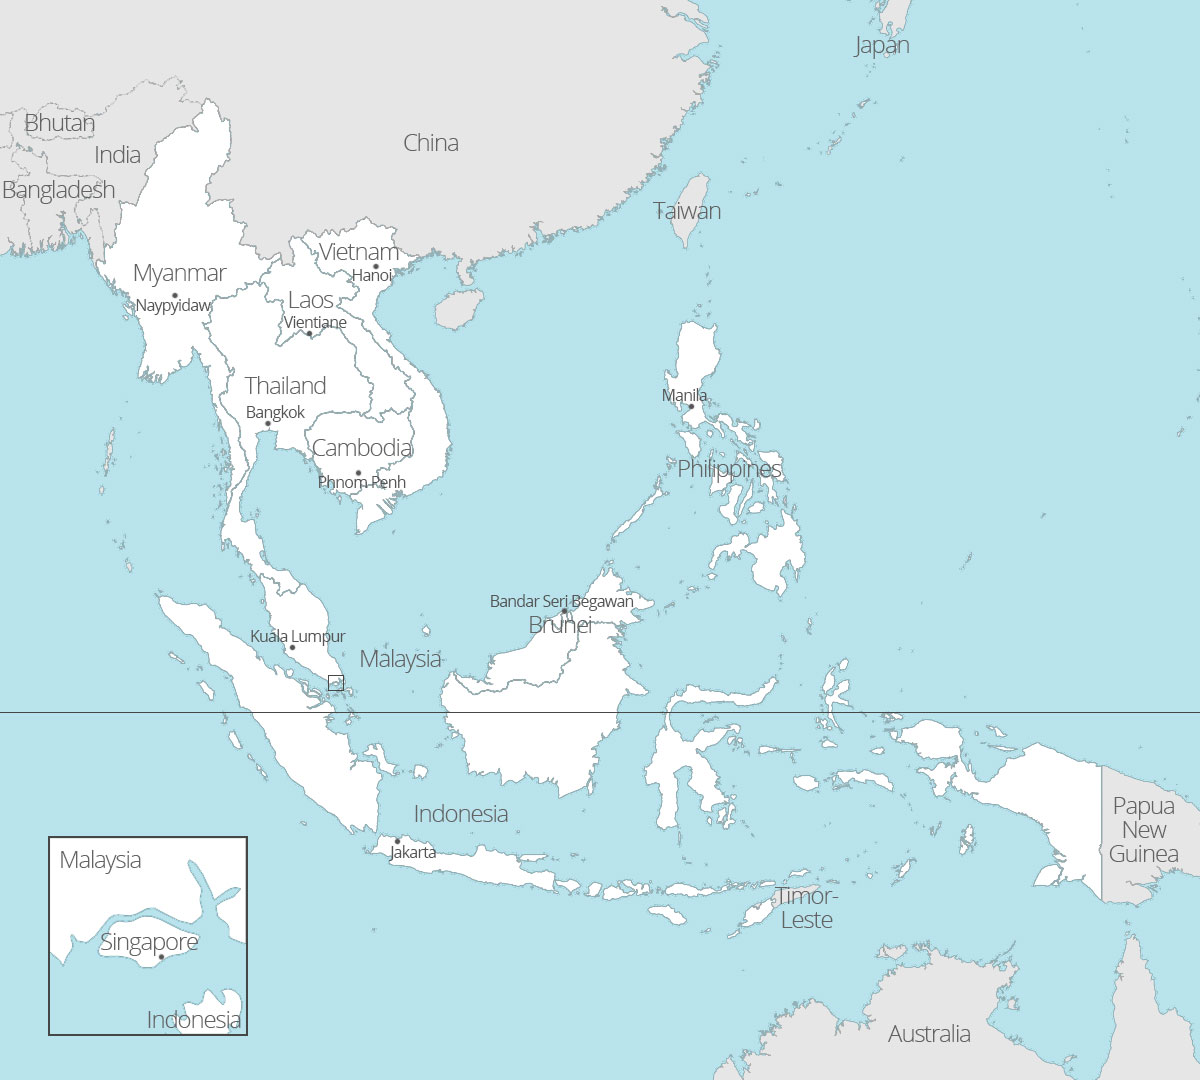 Japan
Bhutan
China
India
Bangladesh
Taiwan
Vietnam
Hanoi
Myanmar
Naypyidaw
Laos
Vientiane
Thailand
Bangkok
Manila
Cambodia
Philippines
Phnom Penh
Bandar Seri Begawan
Brunei
Kuala Lumpur
Malaysia
Indonesia
Jakarta
Papua
New
Guinea
Timor-
Leste
Malaysia
Singapore
Indonesia
Australia